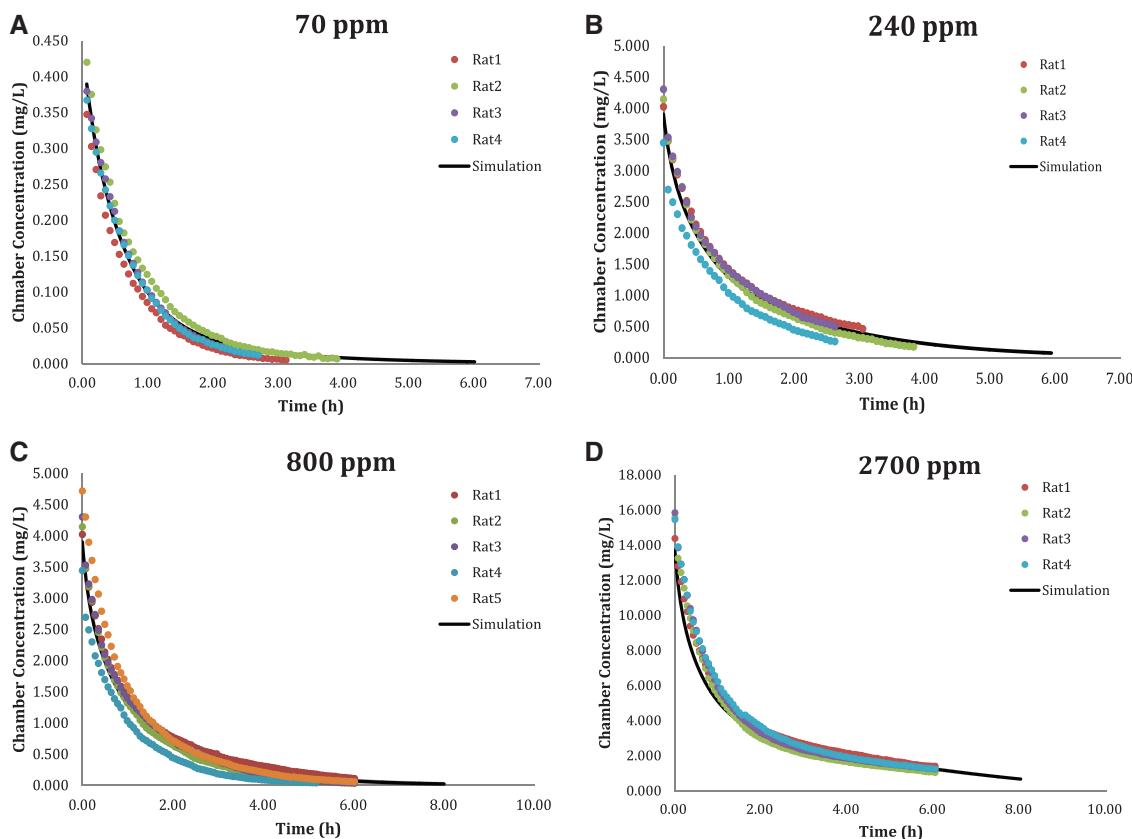 A
70 ppm
0.450
0.400
0.350
0.300
0.250
0.200
0.150
0.100
0.050
0.000
Chmaber Concentration (mg/L)
Rat1
Rat2
Rat3
Rat4
Simulation
0.00 1.00 2.00 3.00 4.00 5.00 6.00 7.00
Time (h)
B
240 ppm
5.000
4.500
4.000
3.500
3.000
2.500
2.000
1.500
1.000
0.500
0.000
Chmaber Concentration (mg/L)
Rat1
Rat2
Rat3
Rat4
Simulation
0.00 1.00 2.00 3.00 4.00 5.00 6.00 7.00
Time (h)
C
800 ppm
5.000
4.500
4.000
3.500
3.000
2.500
2.000
1.500
1.000
0.500
0.000
Chamber Concentration (mg/L)
Rat1
Rat2
Rat3
Rat4
Rat5
Simulation
0.00 2.00 4.00 6.00 8.00 10.00
Time (h)
D
2700 ppm
18.000
16.000
14.000
12.000
10.000
8.000
6.000
4.000
2.000
0.000
Chamber Concentration (mg/L)
Rat1
Rat2
Rat3
Rat4
Simulation
0.00 2.00 4.00 6.00 8.00 10.00
Time (h)